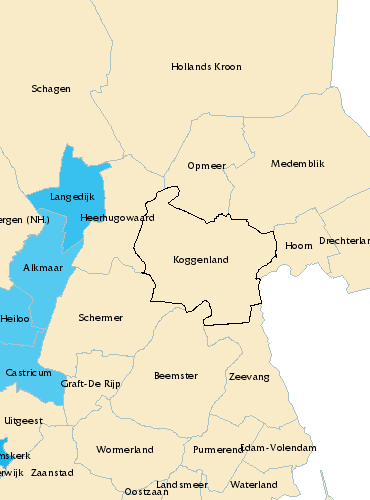 Hollands Kroon
Schagen
Opmeer
Medemblik
Langedijk
Heerhugowaard
ergen (NH.)
Drechterlan
Hoorn
Koggenland
Alkmaar
Heiloo
Schermer
Castricum
Beemster
Zeevang
Graft-De Rijp
Uitgeest
Wormerland
Purmerend
Edam-Volendam
mskerk
erwijk
Zaanstad
Landsmeer
Waterland
Oostzaan